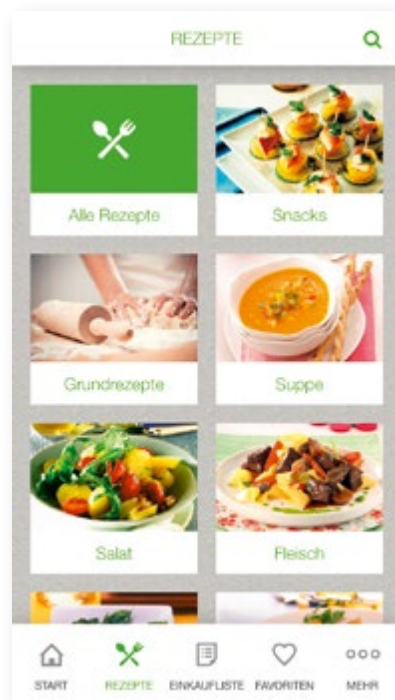 REZEPTE
Alle Rezepte
Snacks
Grundrezepte
Suppe
Salat
Fleisch
START
REZEPTE
EINKAUFLISTE
FAVORITEN
MEHR